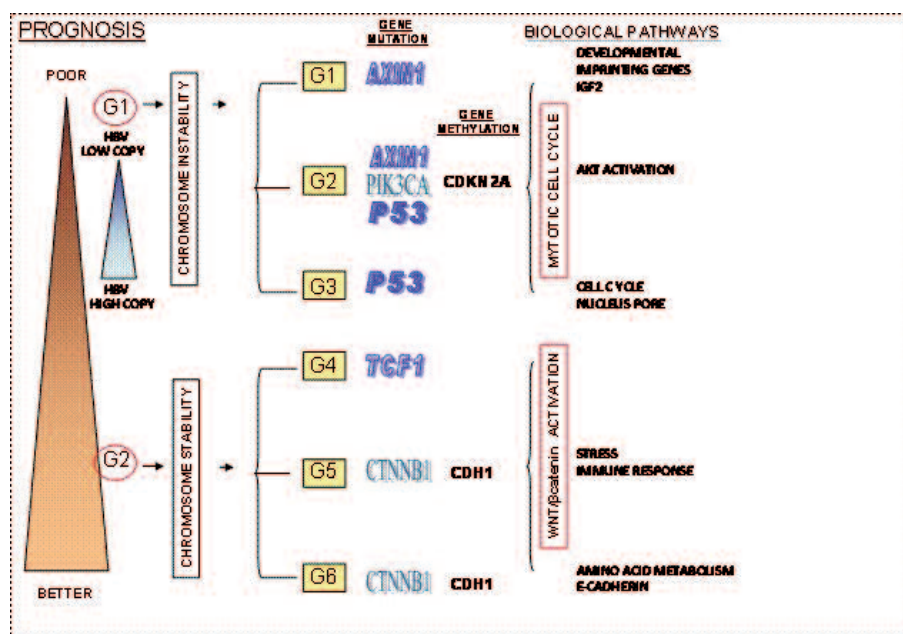 PROGNOSIS
GENE
MUTATION
BIOLOGICAL PATHWAYS
POOR
G1
HBV
LOW COPY
HBV
HIGH COPY
CHROMOSOME INSTABILITY
G1
AXIN1
DEVELOPMENTAL
IMPRINTING GENES
IGF2
GENE
METHYLATION
G2
AXIN1
PIK3CA
P53
CDKN2A
MYTOTIC CELL CYCLE
AKT ACTIVATION
G3
P53
CELL CYCLE
NUCLEUS PORE
G2
BETTER
CHROMOSOME STABILITY
G4
TCF1
G5
CTNNB1
CDH1
WNT/βcatenin ACTIVATION
STRESS
IMMUNE RESPONSE
G6
CTNNB1
CDH1
AMINO ACID METABOLISM
E-CADHERIN